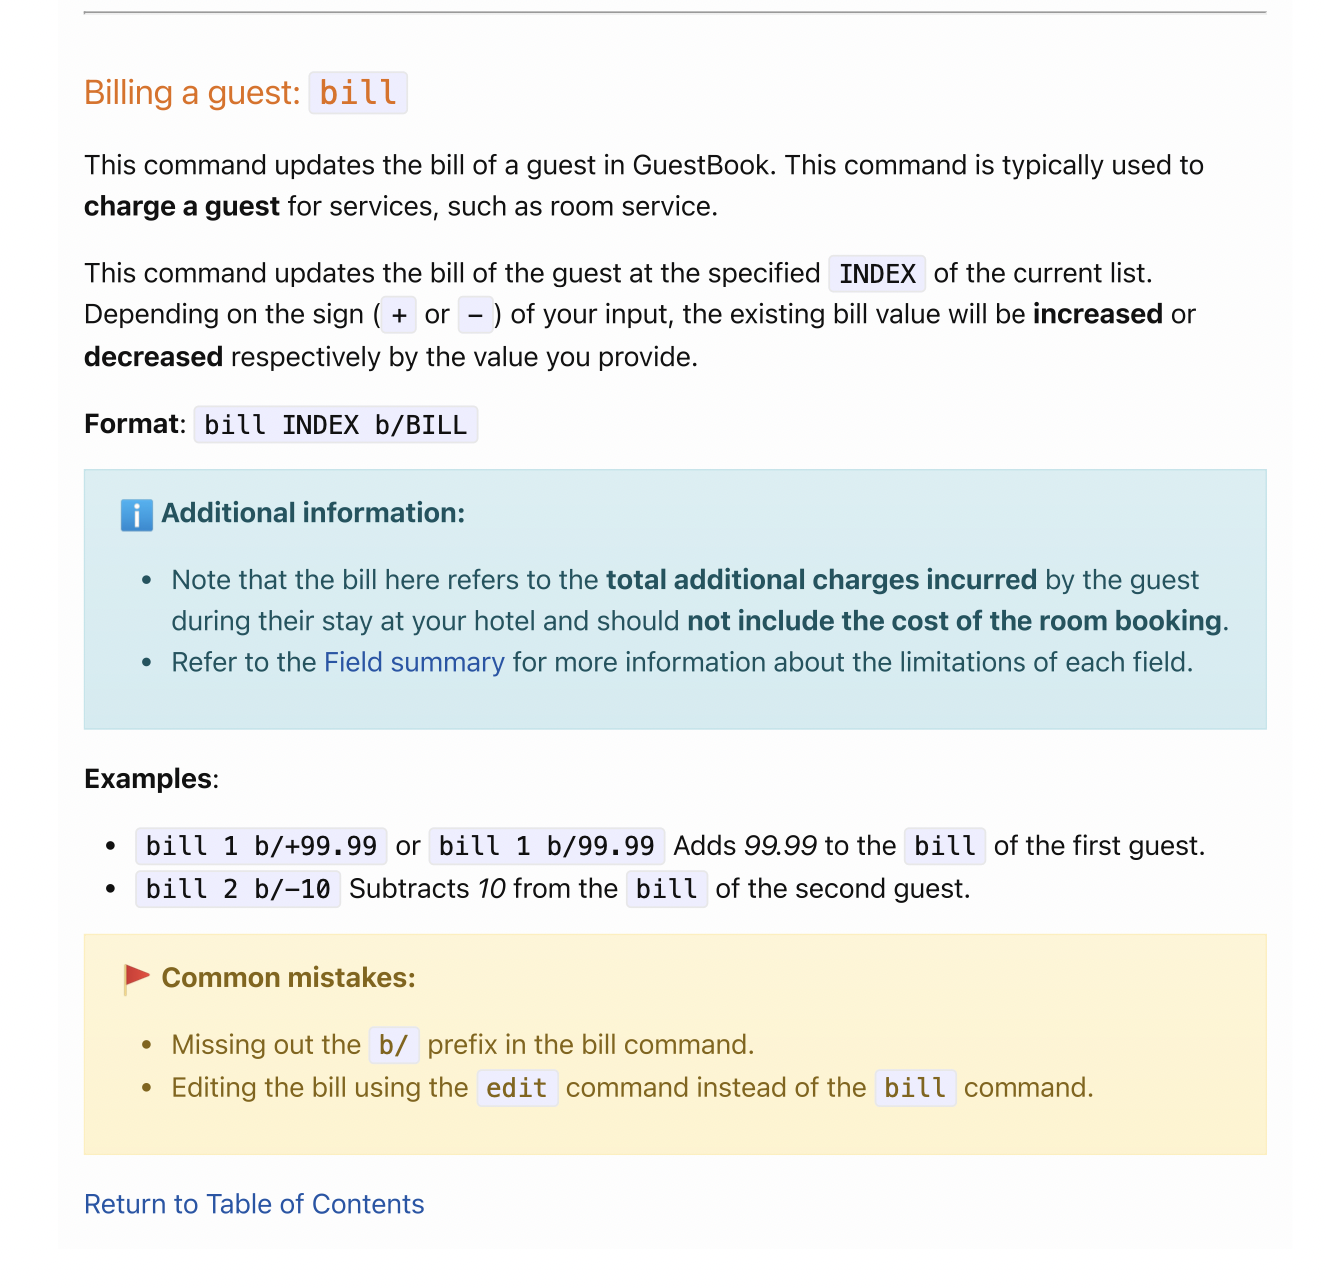 Billing a guest: bill
This command updates the bill of a guest in GuestBook. This command is typically used to
charge a guest for services, such as room service.
This command updates the bill of the guest at the specified INDEX of the current list.
Depending on the sign ( + or - ) of your input, the existing bill value will be increased or
decreased respectively by the value you provide.
Format: bill INDEX b/BILL
Additional information:
• Note that the bill here refers to the total additional charges incurred by the guest
during their stay at your hotel and should not include the cost of the room booking.
• Refer to the Field summary for more information about the limitations of each field.
Examples:
• bill 1 b/+99.99 or bill 1 b/99.99 Adds 99.99 to the bill of the first guest.
• bill 2 b/-10 Subtracts 10 from the bill of the second guest.
Common mistakes:
• Missing out the b/ prefix in the bill command.
• Editing the bill using the edit command instead of the bill command.
Return to Table of Contents